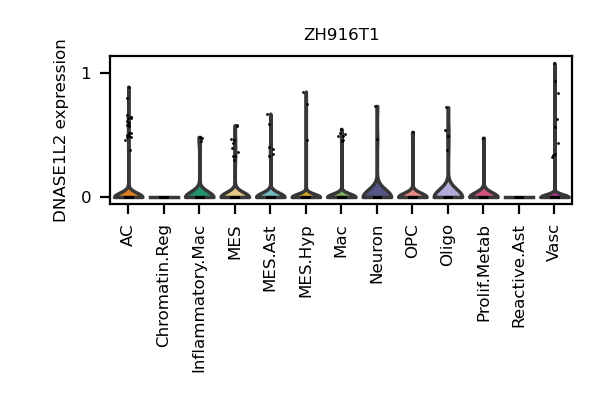 ZH916T1
DNASE1L2 expression
1
0
AC
Chromatin.Reg
Inflammatory.Mac
MES
MES.Ast
MES.Hyp
Mac
Neuron
OPC
Oligo
Prolif.Metab
Reactive.Ast
Vasc